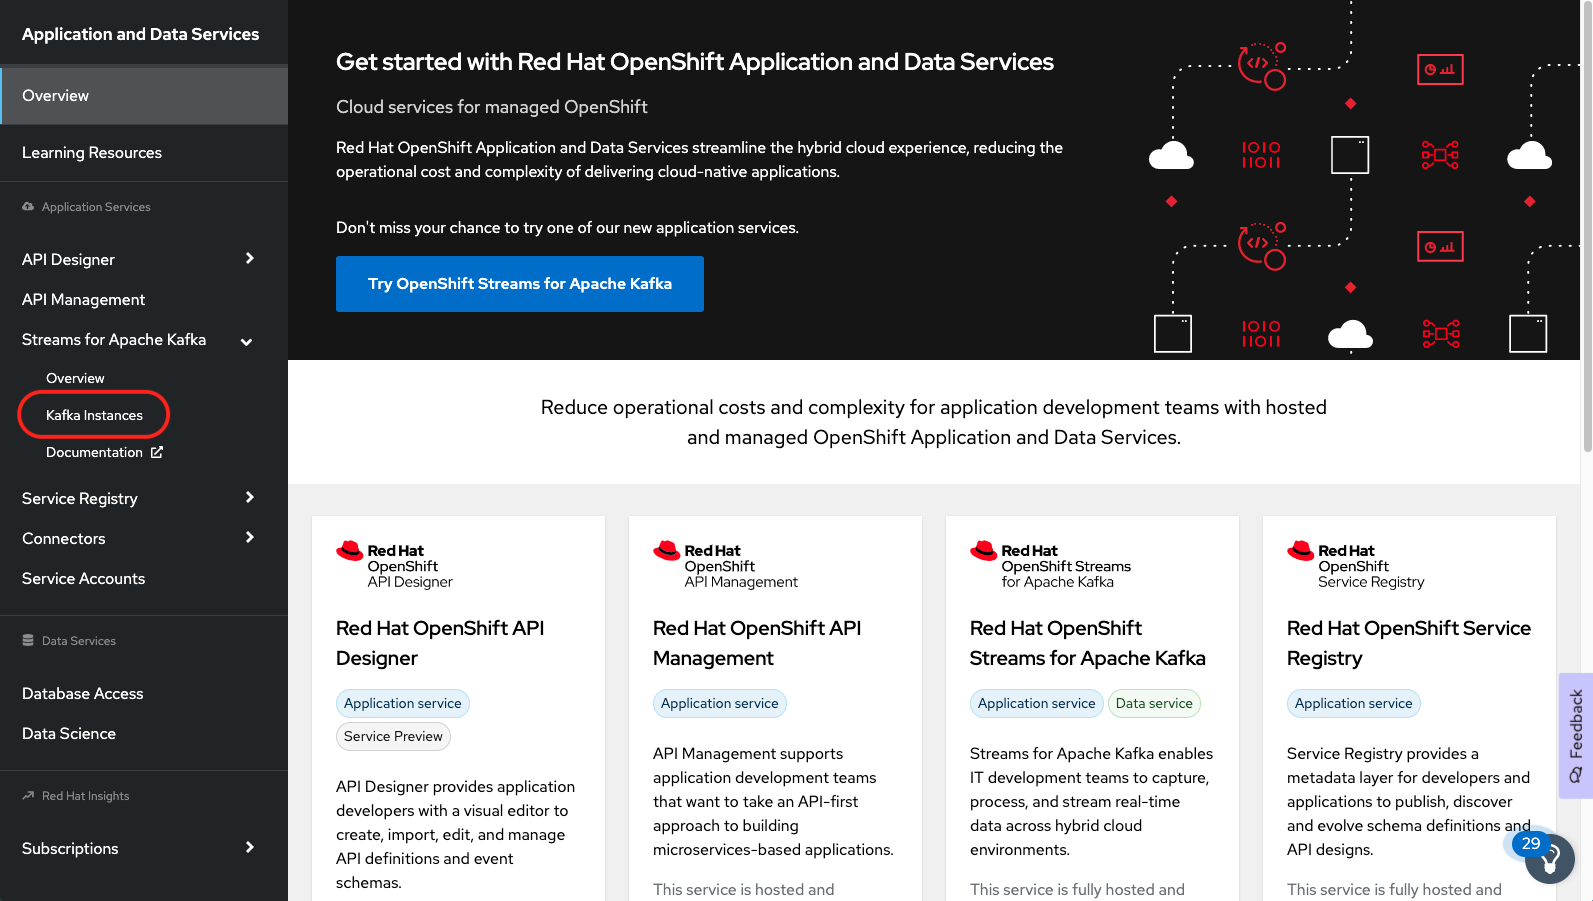 Application and Data Services
Overview
Learning Resources
Application Services
API Designer
API Management
Streams for Apache Kafka
Overview
Kafka Instances
Documentation
Service Registry
Connectors
Service Accounts
Data Services
Database Access
Data Science
Red Hat Insights
Subscriptions
Get started with Red Hat OpenShift Application and Data Services
Cloud services for managed OpenShift
Red Hat OpenShift Application and Data Services streamline the hybrid cloud experience, reducing the
operational cost and complexity of delivering cloud-native applications.
Don't miss your chance to try one of our new application services.
Try OpenShift Streams for Apache Kafka
Reduce operational costs and complexity for application development teams with hosted
and managed OpenShift Application and Data Services.
Red Hat
OpenShift
API Designer
Red Hat OpenShift API
Designer
Application service
Service Preview
API Designer provides application
developers with a visual editor to
create, import, edit, and manage
API definitions and event
schemas.
Red Hat
OpenShift
API Management
Red Hat OpenShift API
Management
Application service
API Management supports
application development teams
that want to take an API-first
approach to building
microservices-based applications.
This service is hosted and
Red Hat
OpenShift Streams
for Apache Kafka
Red Hat OpenShift
Streams for Apache Kafka
Application service Data service
Streams for Apache Kafka enables
IT development teams to capture,
process, and stream real-time
data across hybrid cloud
environments.
This service is fully hosted and
Red Hat
OpenShift
Service Registry
Red Hat OpenShift Service
Registry
Application service
Service Registry provides a
metadata layer for developers and
applications to publish, discover
and evolve schema definitions and
API designs.
This service is fully hosted and
Feedback
29